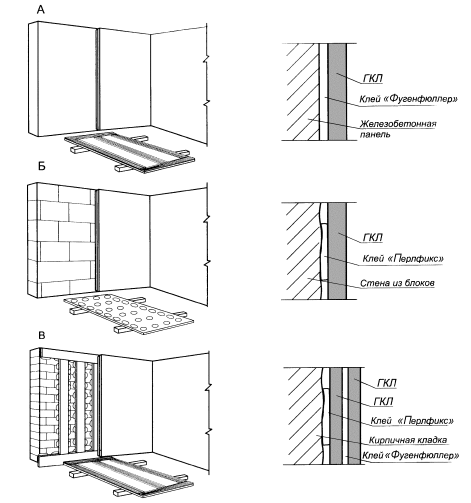 А
ГКЛ
Клей «Фугенфюллер»
Железобетонная
панель
Б
ГКЛ
Клей «Перлфикс»
Стена из блоков
В
ГКЛ
ГКЛ
Клей «Перлфикс»
Кирпичная кладка
Клей «Фугенфюллер»